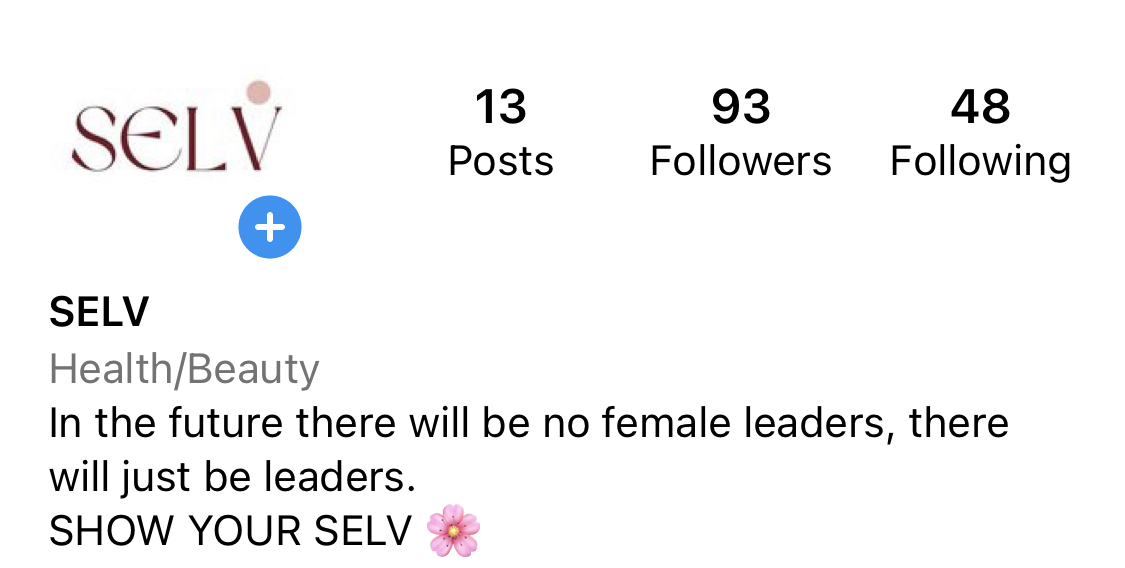 SELV
13 93 48
Posts Followers Following
SELV
Health/Beauty
In the future there will be no female leaders, there
will just be leaders.
SHOW YOUR SELV 🌸